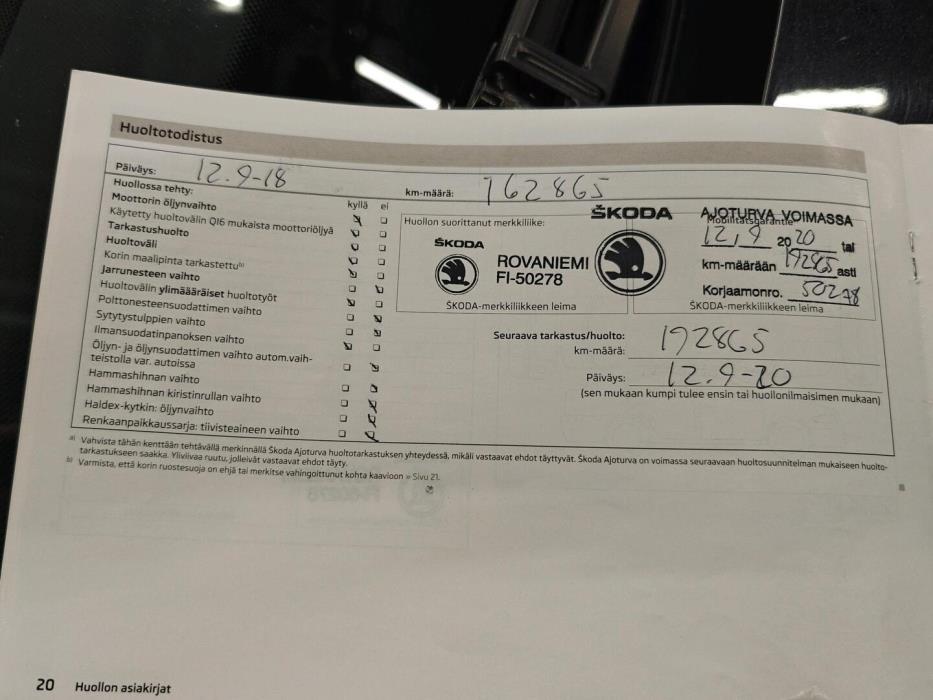 Huoltotodistus
Päiväys: 12.9-18
km-määrä: 162865
Huollossa tehty:
kyllä ei
Moottorin öljynvaihto
Käytetty huoltovälin QI6 mukaista moottoriöljyä
Tarkastushuolto
Huoltoväli
Korin maalipinta tarkastettu b)
Jarrunesteen vaihto
Huoltovälin ylimääräiset huoltotyöt
Polttonesteensuodattimen vaihto
Sytytystulppien vaihto
Ilmansuodatinpanoksen vaihto
Öljyn- ja öljynsuodattimen vaihto autom.vaih-
teistolla var. autoissa
Hammashihnan vaihto
Hammashihnan kiristinrullan vaihto
Haldex-kytkin: öljynvaihto
Renkaanpaikkaussarja: tiivisteaineen vaihto
Huollon suorittanut merkkiliike:
ŠKODA
ŠKODA
ROVANIEMI
FI-50278
ŠKODA-merkkiliikkeen leima
AJOTURVA VOIMASSA
Mobilitätsgarantie
12,9 2020 tai
km-määrään 19285 asti
Korjaamonro. 50278
ŠKODA-merkkiliikkeen leima
Seuraava tarkastus/huolto:
km-määrä: 192865
Päiväys: 12.9-20
(sen mukaan kumpi tulee ensin tai huollonilmaisimen mukaan)
a) Vahvista tähän kenttään tehtävällä merkinnällä Škoda Ajoturva huoltotarkastuksen yhteydessä, mikäli vastaavat ehdot täyttyvät. Škoda Ajoturva on voimassa seuraavaan huoltosuunnitelman mukaiseen huolto-
tarkastukseen saakka. Yliviivaa ruutu, jolleivät vastaavat ehdot täyty.
b) Varmista, että korin ruostesuoja on ehjä tai merkitse vahingoittunut kohta kaavioon » Sivu 21.
20 Huollon asiakirjat